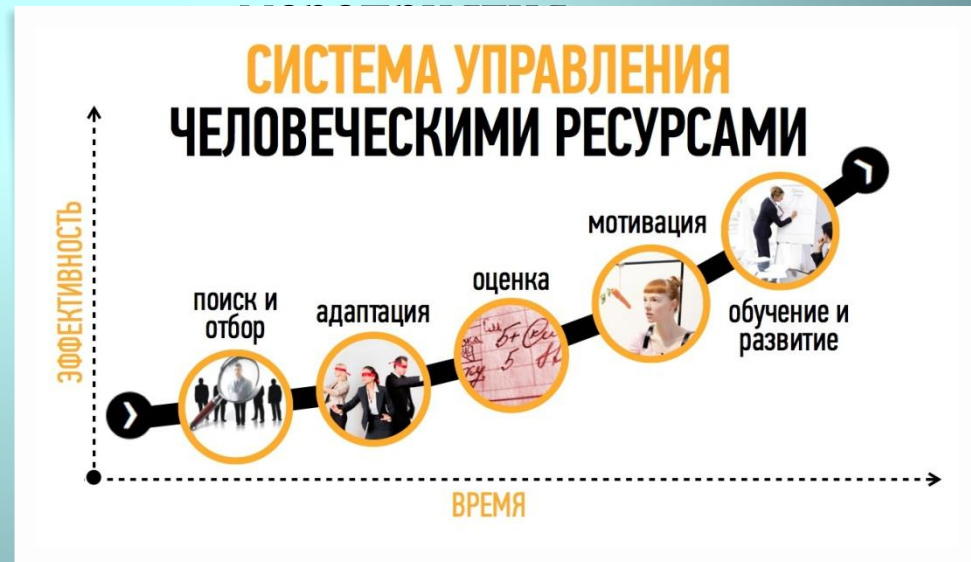 СИСТЕМА УПРАВЛЕНИЯ
ЧЕЛОВЕЧЕСКИМИ РЕСУРСАМИ
ЭФФЕКТИВНОСТЬ
поиск и
отбор
адаптация
оценка
мотивация
обучение и
развитие
ВРЕМЯ